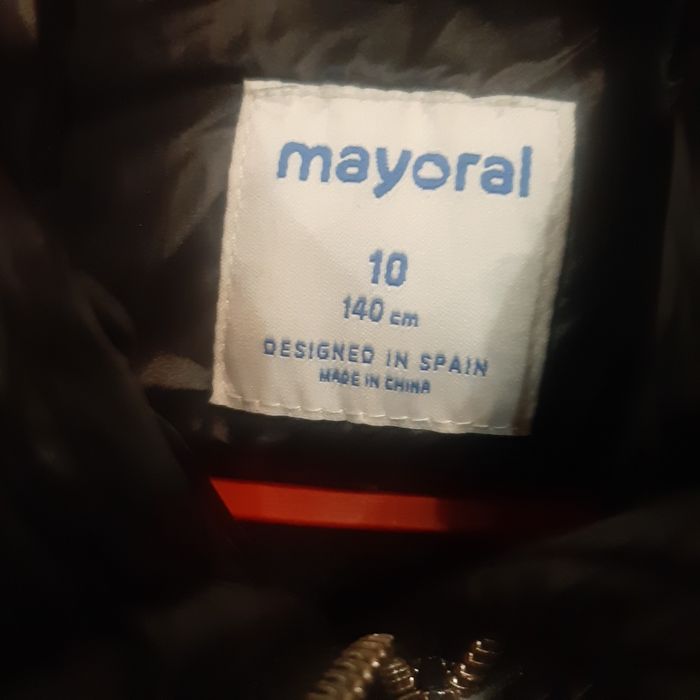 mayoral
10
140 cm
DESIGNED IN SPAIN
MADE IN CHINA